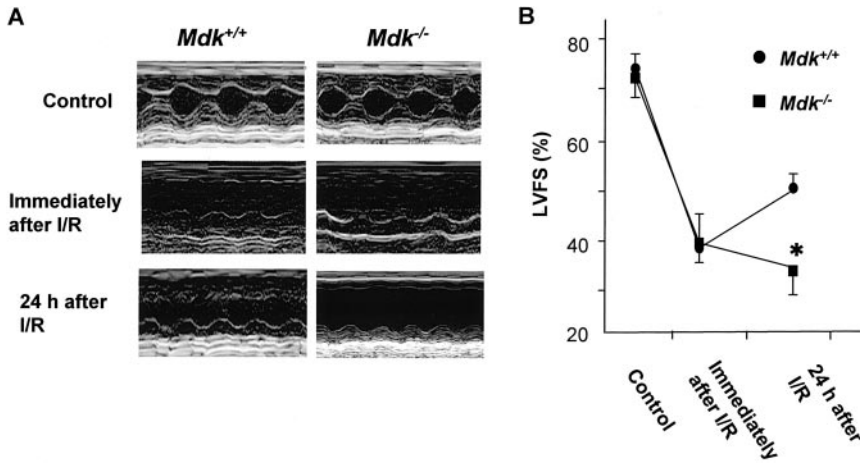 A
Mdk+/+ Mdk-/-
Control
Immediately
after I/R
24 h after
I/R
B
80
60
40
20
LVFS (%)
Mdk+/+
Mdk-/-
*
Control
Immediately
after I/R
24 h after
I/R